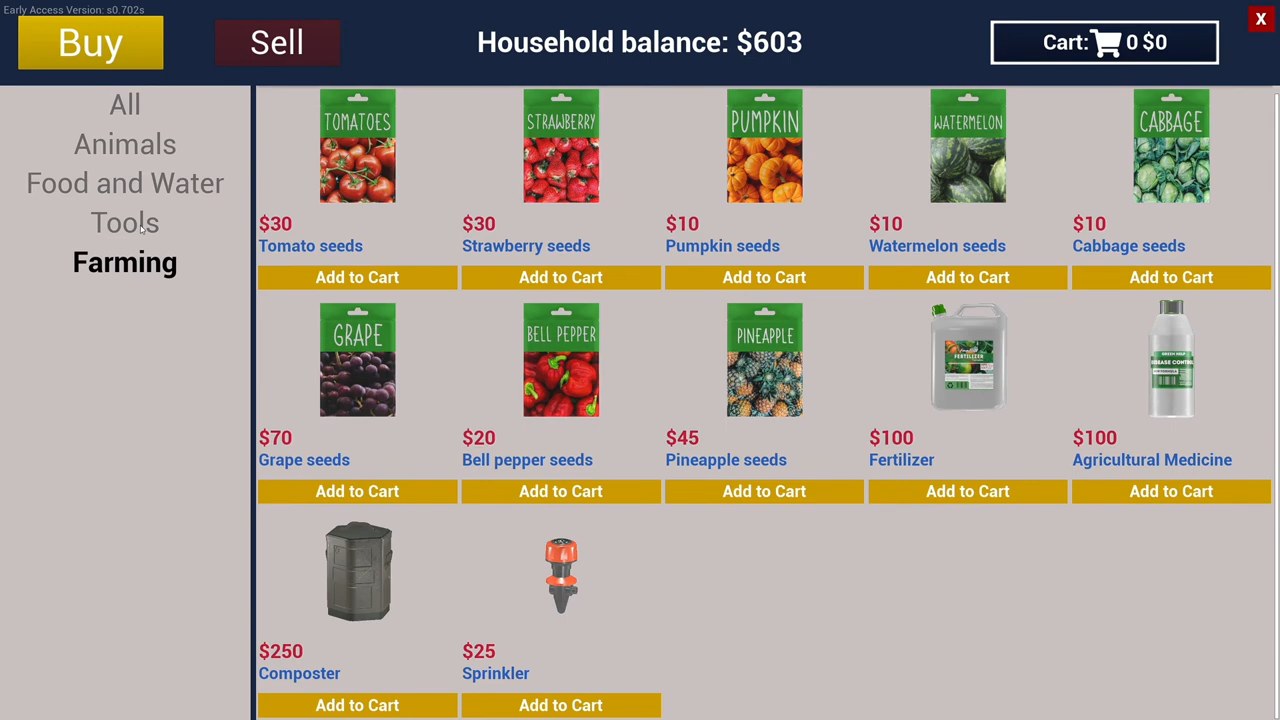 Early Access Version: s0.702s
Buy
Sell
Household balance: $603
Cart: 0 $0
X
All
Animals
Food and Water
Tools
Farming
TOMATOES
STRAWBERRY
PUMPKIN
WATERMELON
CABBAGE
$30
$30
$10
$10
$10
Tomato seeds
Strawberry seeds
Pumpkin seeds
Watermelon seeds
Cabbage seeds
Add to Cart
Add to Cart
Add to Cart
Add to Cart
Add to Cart
GRAPE
BELL PEPPER
PINEAPPLE
FERTILIZER
GREEN HELP
$70
$20
$45
$100
$100
Grape seeds
Bell pepper seeds
Pineapple seeds
Fertilizer
Agricultural Medicine
Add to Cart
Add to Cart
Add to Cart
Add to Cart
Add to Cart
$250
$25
Composter
Sprinkler
Add to Cart
Add to Cart